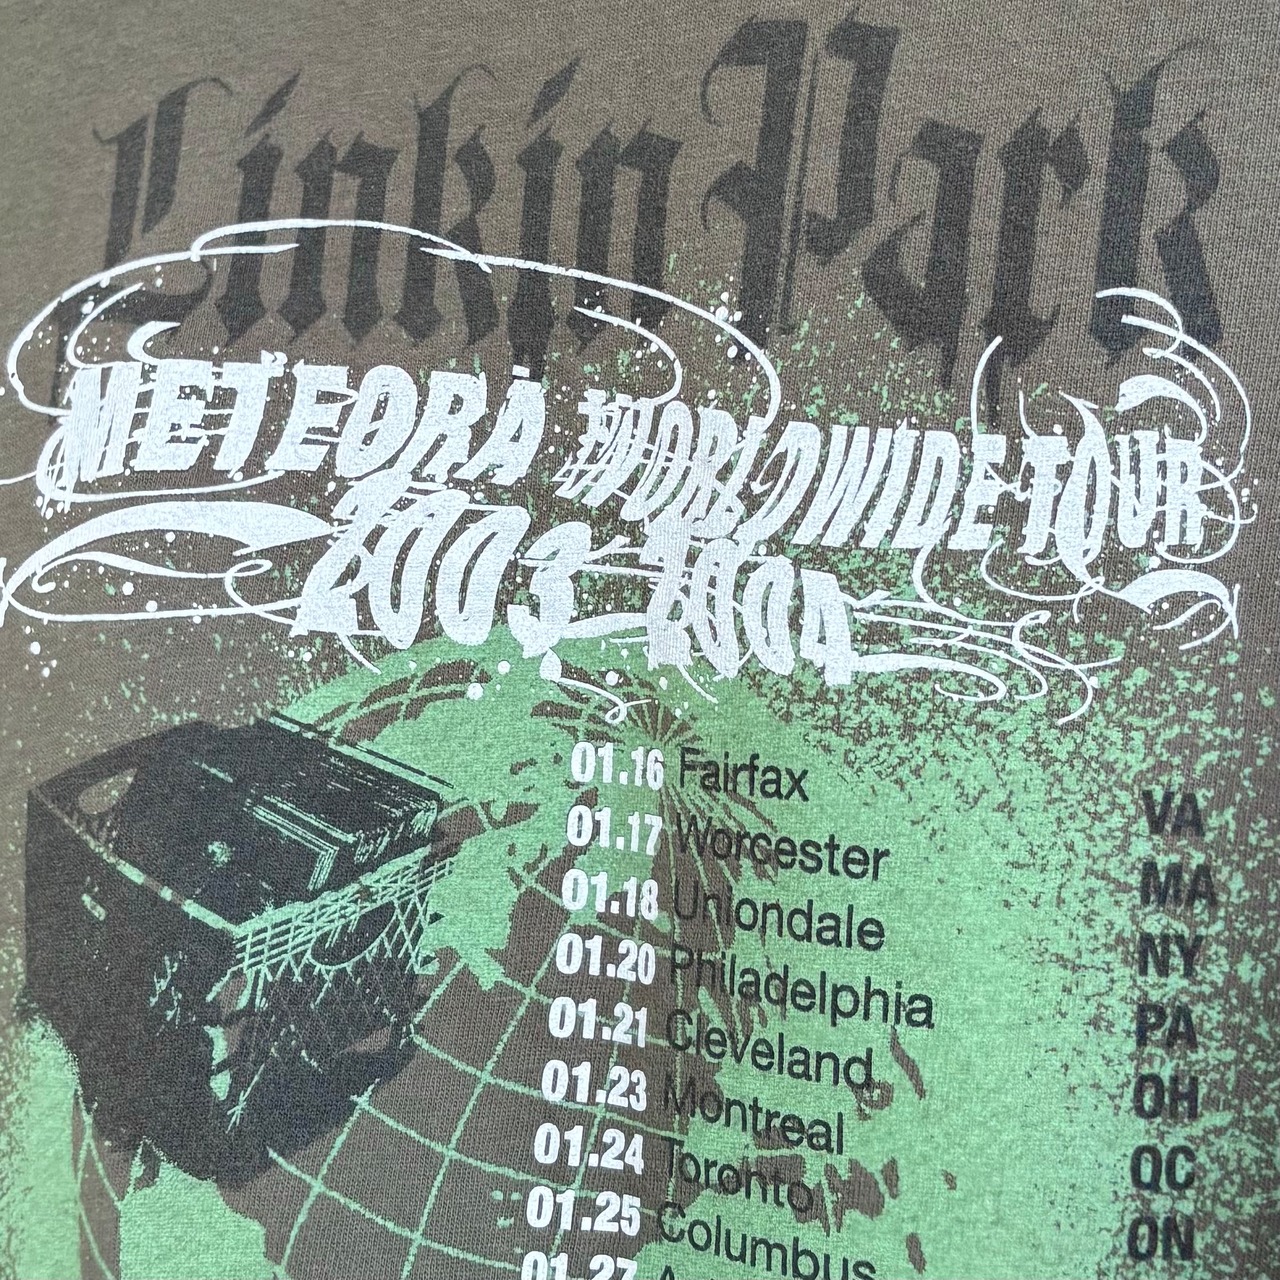 Linkin Park
METEORA WORLDWIDE TOUR
2003 2004
01.16 Fairfax VA
01.17 Worcester MA
01.18 Uniondale NY
01.20 Philadelphia PA
01.21 Cleveland OH
01.23 Montreal QC
01.24 Toronto ON
01.25 Columbus
01.27